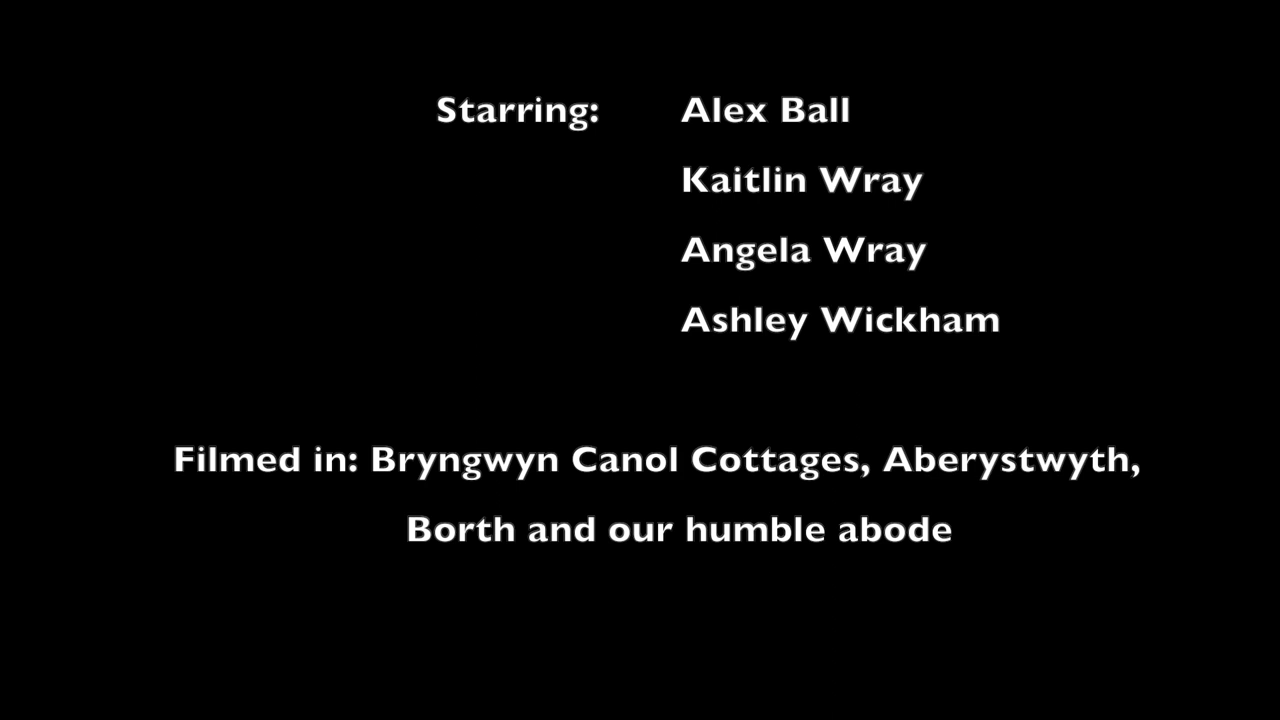 Starring: Alex Ball
Kaitlin Wray
Angela Wray
Ashley Wickham
Filmed in: Bryngwyn Canol Cottages, Aberystwyth,
Borth and our humble abode